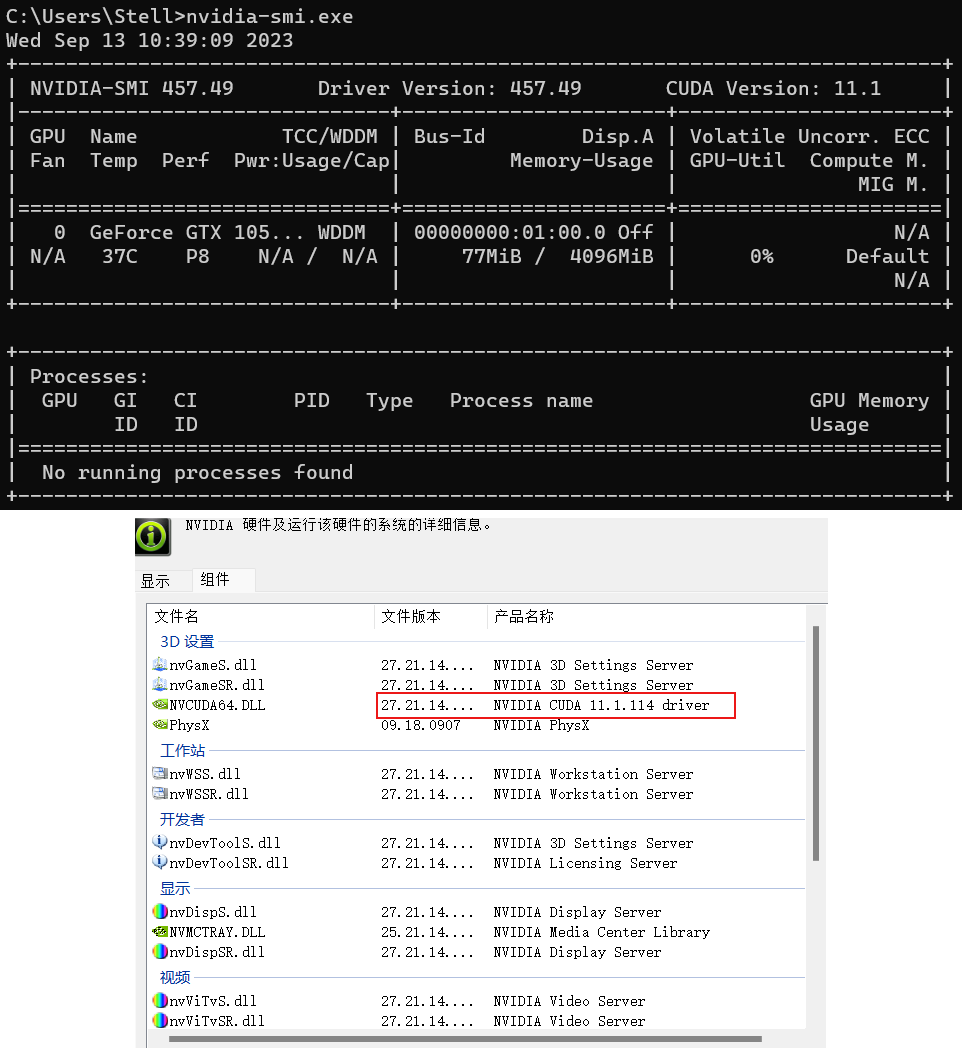 C:\Users\Stell>nvidia-smi.exe
Wed Sep 13 10:39:09 2023
+-----------------------------------------------------------------------------+
| NVIDIA-SMI 457.49       Driver Version: 457.49       CUDA Version: 11.1     |
|-------------------------------+----------------------+----------------------+
| GPU  Name            TCC/WDDM | Bus-Id        Disp.A | Volatile Uncorr. ECC |
| Fan  Temp  Perf  Pwr:Usage/Cap|         Memory-Usage | GPU-Util  Compute M. |
|                               |                      |               MIG M. |
|===============================+======================+======================|
|   0  GeForce GTX 105... WDDM  | 00000000:01:00.0 Off |                  N/A |
| N/A   37C    P8    N/A /  N/A |     77MiB /  4096MiB |      0%      Default |
|                               |                      |                  N/A |
+-------------------------------+----------------------+----------------------+
+-----------------------------------------------------------------------------+
| Processes:                                                                  |
|  GPU   GI   CI        PID   Type   Process name                  GPU Memory |
|        ID   ID                                                   Usage      |
|=============================================================================|
|  No running processes found                                                 |
+-----------------------------------------------------------------------------+
NVIDIA 硬件及运行该硬件的系统的详细信息。
显示 组件
文件名 文件版本 产品名称
3D 设置
nvGameS.dll 27.21.14.... NVIDIA 3D Settings Server
nvGameSR.dll 27.21.14.... NVIDIA 3D Settings Server
NVCUDA64.DLL 27.21.14.... NVIDIA CUDA 11.1.114 driver
PhysX 09.18.0907 NVIDIA PhysX
工作站
nvWSS.dll 27.21.14.... NVIDIA Workstation Server
nvWSSR.dll 27.21.14.... NVIDIA Workstation Server
开发者
nvDevToolS.dll 27.21.14.... NVIDIA 3D Settings Server
nvDevToolSR.dll 27.21.14.... NVIDIA Licensing Server
显示
nvDispS.dll 27.21.14.... NVIDIA Display Server
NVMCTRAY.DLL 25.21.14.... NVIDIA Media Center Library
nvDispSR.dll 27.21.14.... NVIDIA Display Server
视频
nvViTvS.dll 27.21.14.... NVIDIA Video Server
nvViTvSR.dll 27.21.14.... NVIDIA Video Server